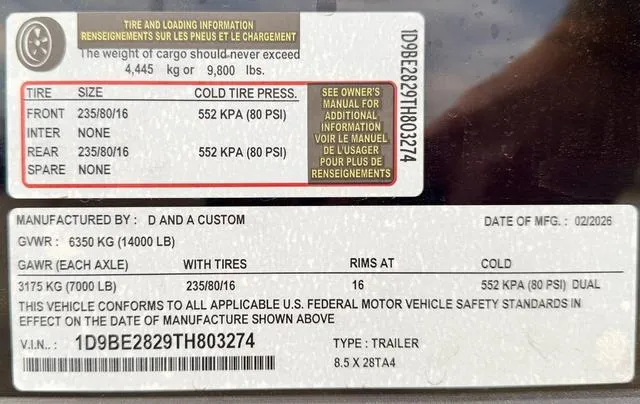 TIRE AND LOADING INFORMATION
RENSEIGNEMENTS SUR LES PNEUS ET LE CHARGEMENT
The weight of cargo should never exceed
4,445 kg or 9,800 lbs.
TIRE SIZE COLD TIRE PRESS.
FRONT 235/80/16 552 KPA (80 PSI)
INTER NONE
REAR 235/80/16 552 KPA (80 PSI)
SPARE NONE
SEE OWNER'S
MANUAL FOR
ADDITIONAL
INFORMATION
VOIR LE MANUEL
DE L'USAGER
POUR PLUS DE
RENSEIGNEMENTS
1D9BE2829TH803274
MANUFACTURED BY : D AND A CUSTOM DATE OF MFG. : 02/2026
GVWR : 6350 KG (14000 LB)
GAWR (EACH AXLE) WITH TIRES RIMS AT COLD
3175 KG (7000 LB) 235/80/16 16 552 KPA (80 PSI) DUAL
THIS VEHICLE CONFORMS TO ALL APPLICABLE U.S. FEDERAL MOTOR VEHICLE SAFETY STANDARDS IN
EFFECT ON THE DATE OF MANUFACTURE SHOWN ABOVE
V.I.N.. : 1D9BE2829TH803274 TYPE : TRAILER
8.5 X 28TA4